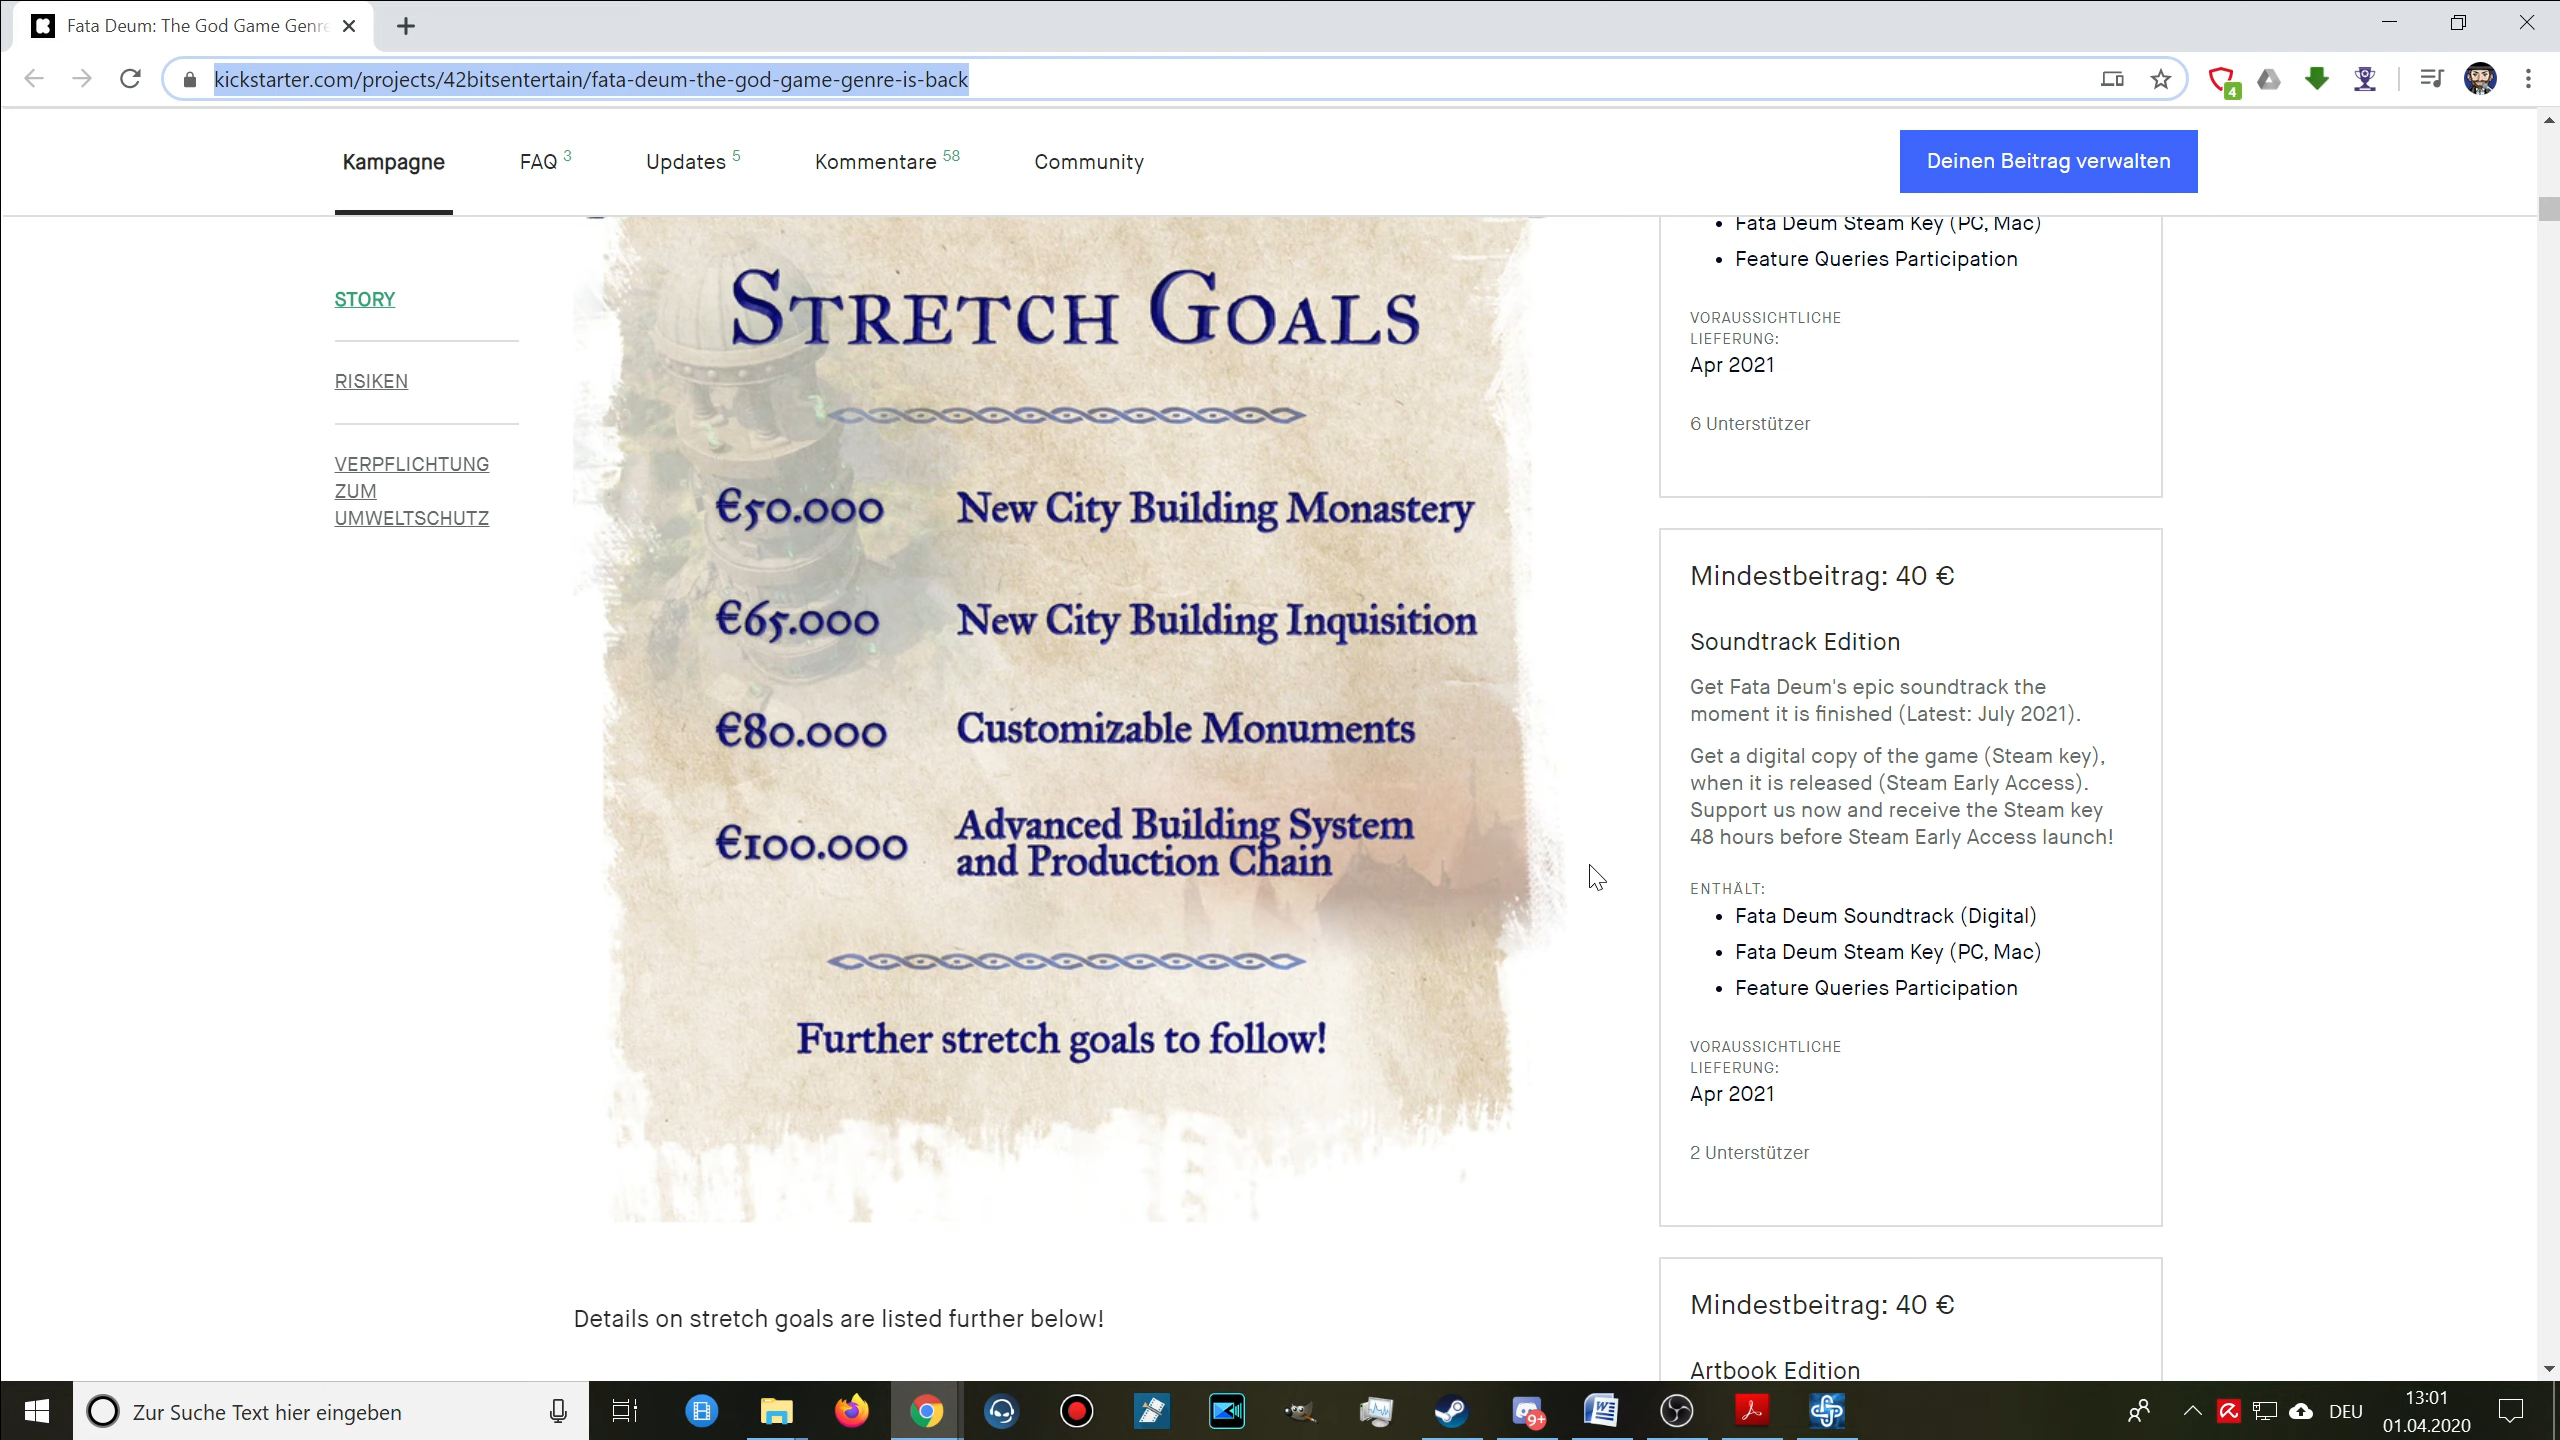 Fata Deum: The God Game Genre
kickstarter.com/projects/42bitsentertain/fata-deum-the-god-game-genre-is-back
4
Kampagne
FAQ 3
Updates 5
Kommentare 58
Community
Deinen Beitrag verwalten
STORY
RISIKEN
VERPFLICHTUNG
ZUM
UMWELTSCHUTZ
STRETCH GOALS
€50.000 New City Building Monastery
€65.000 New City Building Inquisition
€80.000 Customizable Monuments
€100.000 Advanced Building System
and Production Chain
Further stretch goals to follow!
Details on stretch goals are listed further below!
• Fata Deum Steam Key (PC, Mac)
• Feature Queries Participation
VORAUSSICHTLICHE
LIEFERUNG:
Apr 2021
6 Unterstützer
Mindestbeitrag: 40 €
Soundtrack Edition
Get Fata Deum's epic soundtrack the
moment it is finished (Latest: July 2021).
Get a digital copy of the game (Steam key),
when it is released (Steam Early Access).
Support us now and receive the Steam key
48 hours before Steam Early Access launch!
ENTHÄLT:
• Fata Deum Soundtrack (Digital)
• Fata Deum Steam Key (PC, Mac)
• Feature Queries Participation
VORAUSSICHTLICHE
LIEFERUNG:
Apr 2021
2 Unterstützer
Mindestbeitrag: 40 €
Artbook Edition
Zur Suche Text hier eingeben
9+
DEU
13:01
01.04.2020